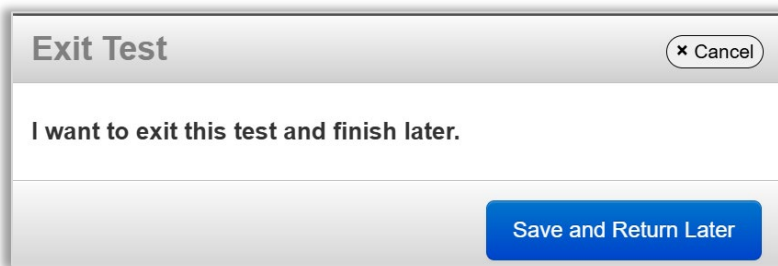 Exit Test
× Cancel
I want to exit this test and finish later.
Save and Return Later